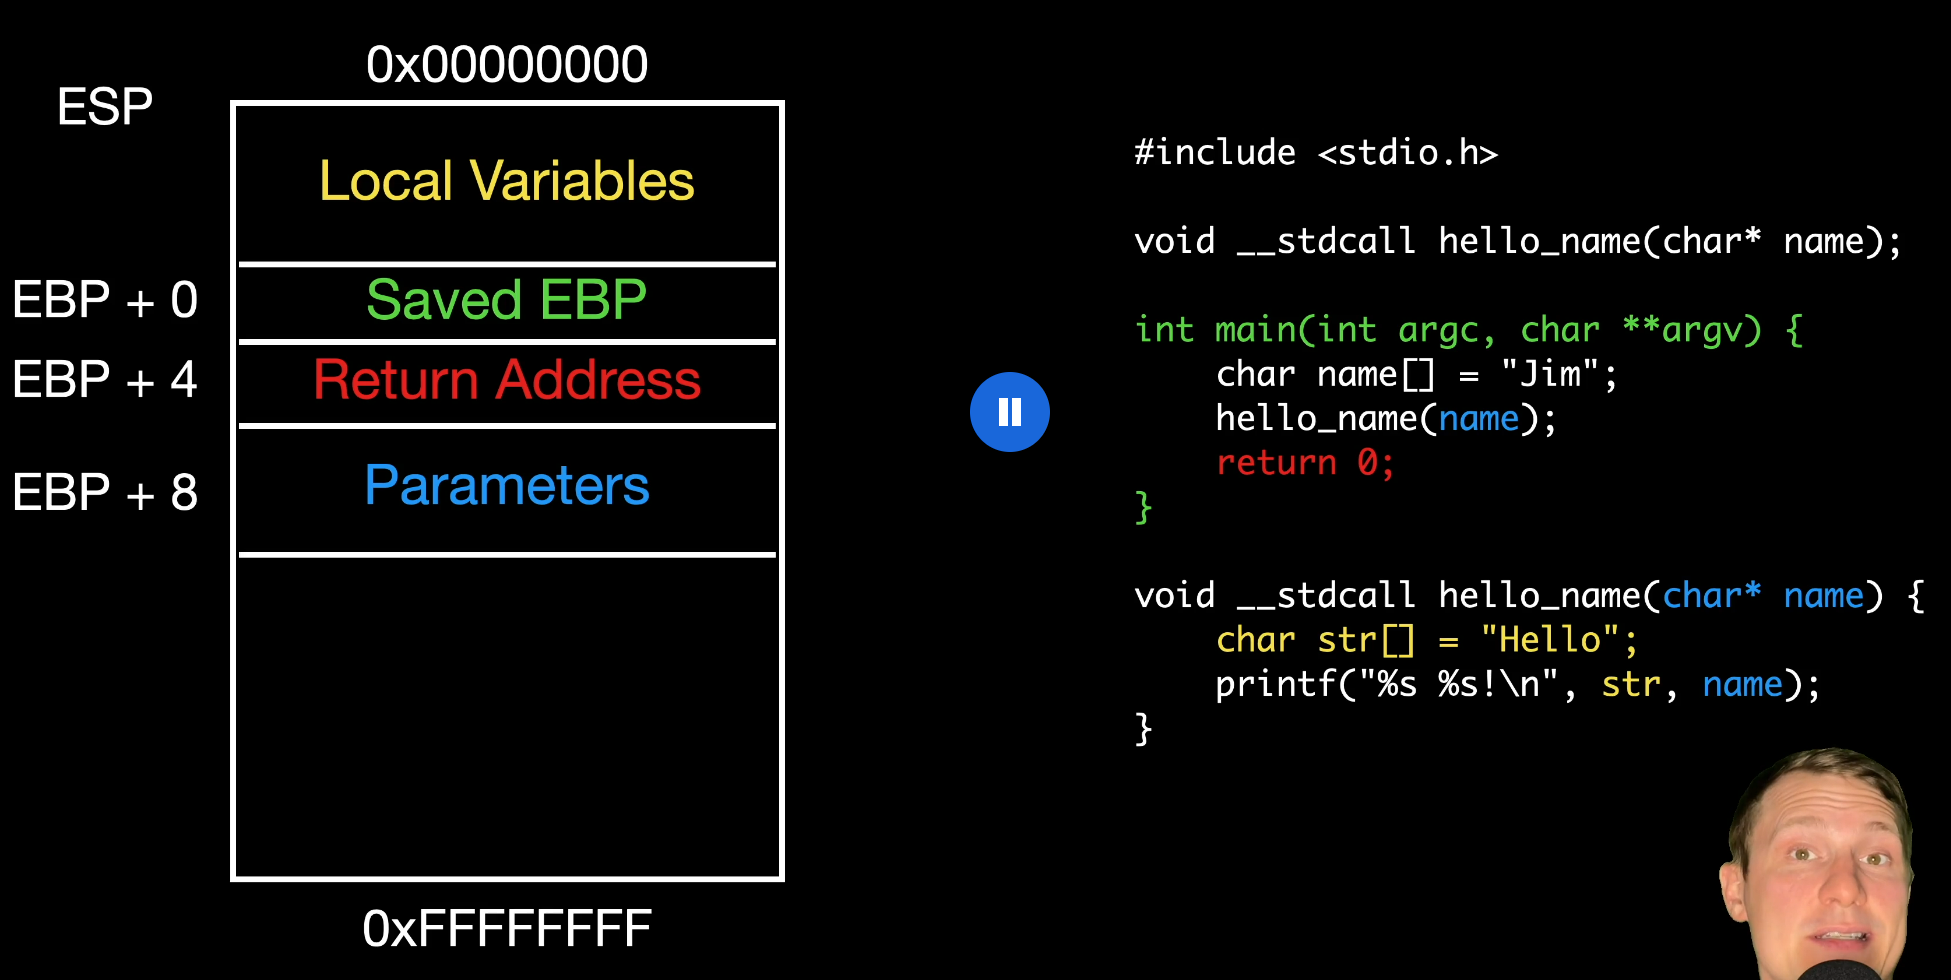 0x00000000
ESP
Local Variables
EBP + 0
Saved EBP
EBP + 4
Return Address
EBP + 8
Parameters
0xFFFFFFFF
#include <stdio.h>
void __stdcall hello_name(char* name);
int main(int argc, char **argv) {
    char name[] = "Jim";
    hello_name(name);
    return 0;
}
void __stdcall hello_name(char* name) {
    char str[] = "Hello";
    printf("%s %s!\n", str, name);
}